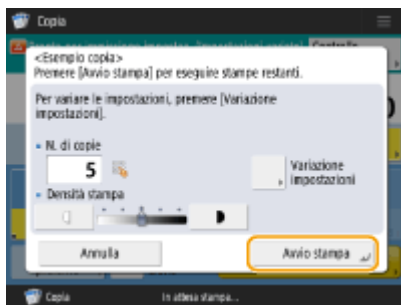 Copia
<Esempio copia>
Premere [Avvio stampa] per eseguire stampe restanti.
Per variare le impostazioni, premere [Variazione
impostazioni].
N. di copie
5
Variazione
impostazioni
Densità stampa
Annulla
Avvio stampa
Copia
In attesa stampa...